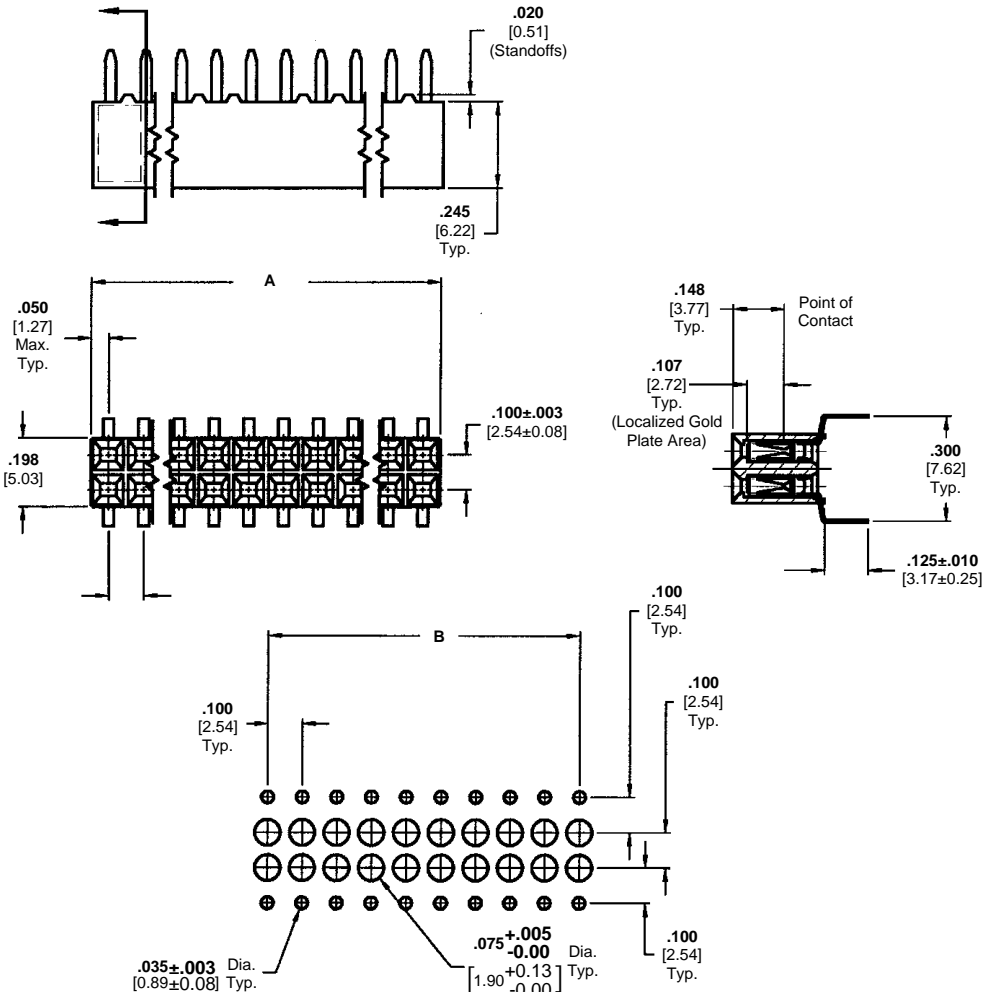 .020
[0.51]
(Standoffs)
.245
[6.22]
Typ.
A
.050
[1.27]
Max.
Typ.
.198
[5.03]
.100±.003
[2.54±0.08]
.148
[3.77]
Typ.
Point of
Contact
.107
[2.72]
Typ.
(Localized Gold
Plate Area)
.300
[7.62]
Typ.
.125±.010
[3.17±0.25]
B
.100
[2.54]
Typ.
.100
[2.54]
Typ.
.100
[2.54]
Typ.
.100
[2.54]
Typ.
.035±.003 Dia.
[0.89±0.08] Typ.
.075 +.005 -0.00 Dia.
[1.90 +0.13 -0.00] Typ.